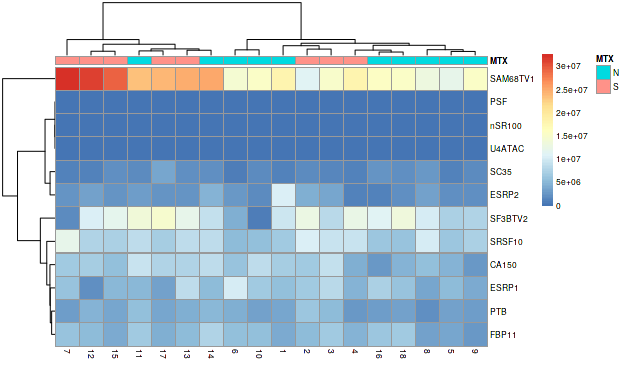 MTX
SAM68TV1
PSF
nSR100
U4ATAC
SC35
ESRP2
SF3BTV2
SRSF10
CA150
ESRP1
PTB
FBP11
7 12 15 11 17 13 14 6 10 1 2 3 4 16 18 8 5 9
3e+07
2.5e+07
2e+07
1.5e+07
1e+07
5e+06
0
MTX
N
S